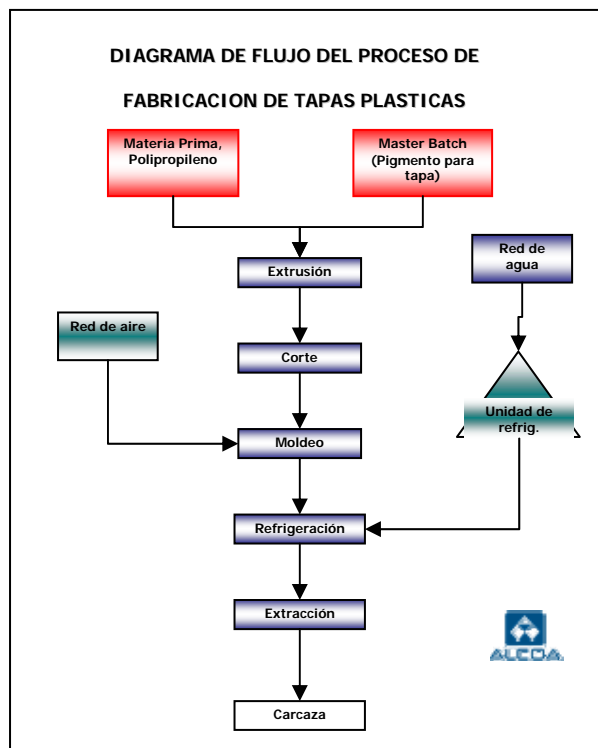 DIAGRAMA DE FLUJO DEL PROCESO DE
FABRICACION DE TAPAS PLASTICAS
Materia Prima,
Polipropileno
Master Batch
(Pigmento para
tapa)
Red de
agua
Extrusión
Red de aire
Corte
Unidad de
refrig.
Moldeo
Refrigeración
Extracción
ALCOA
Carcaza